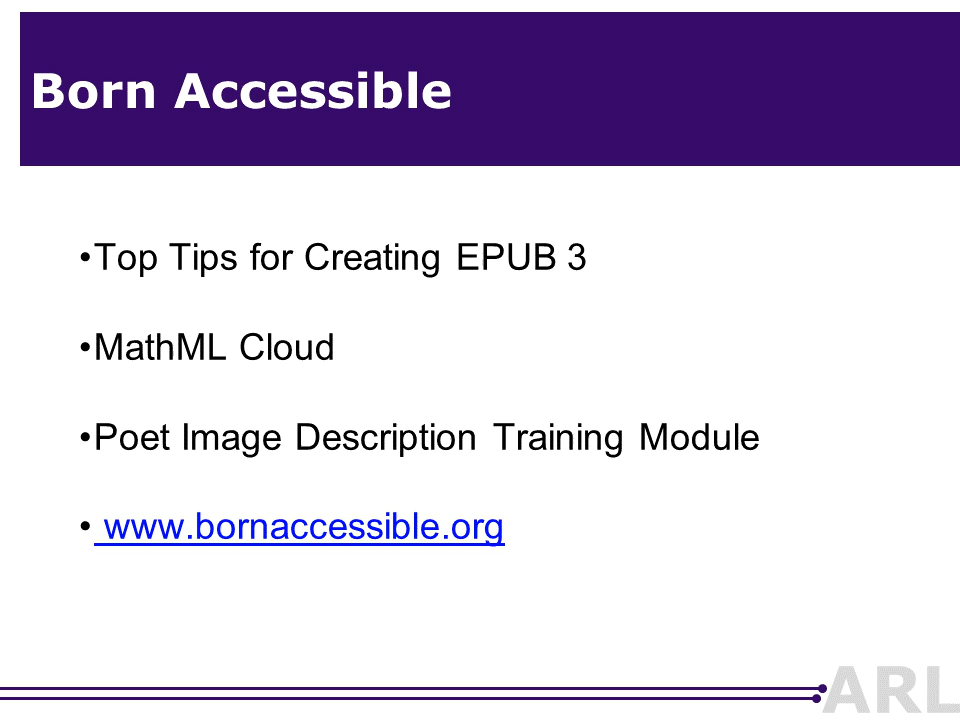 Born Accessible
•Top Tips for Creating EPUB 3
•MathML Cloud
•Poet Image Description Training Module
• www.bornaccessible.org
ARL